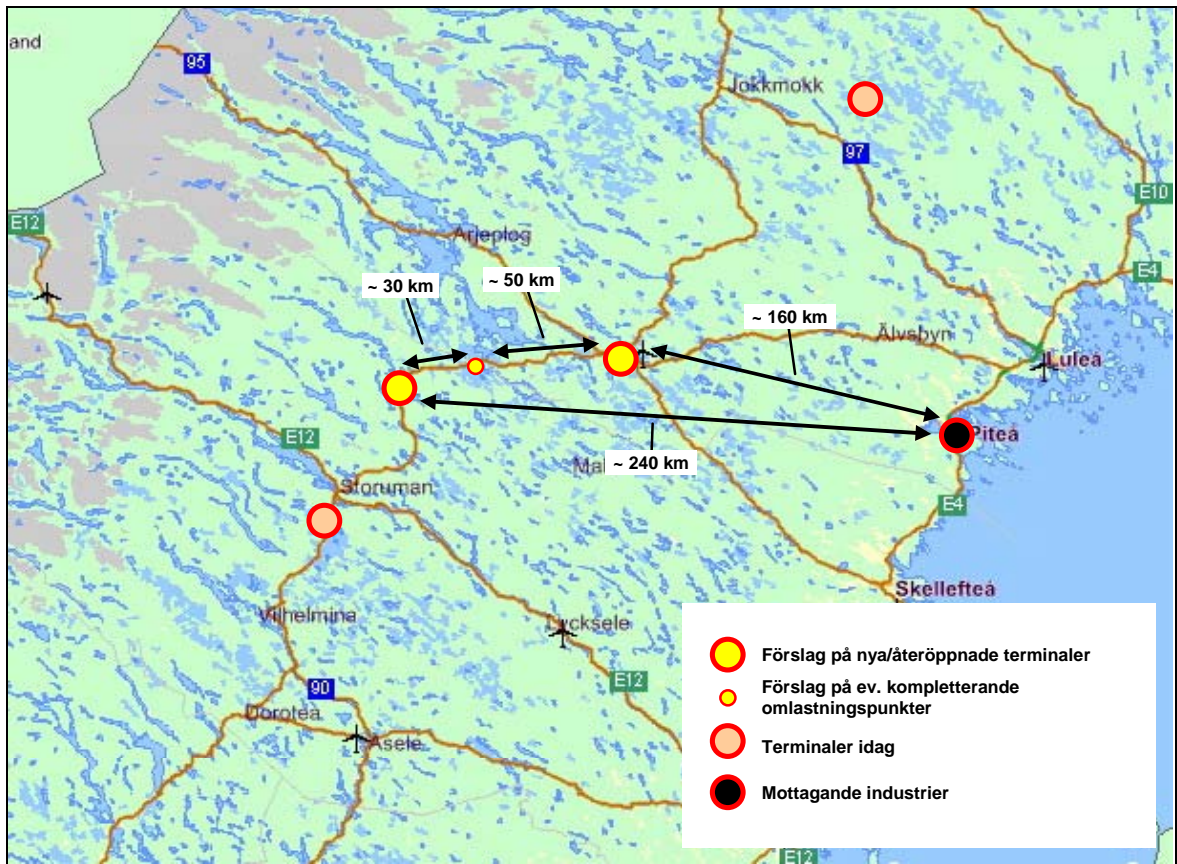 and
95
Jokkmokk
97
E10
E12
Arjeplog
E4
~ 30 km
~ 50 km
~ 160 km
Älvsbyn
Luleå
E12
Piteå
~ 240 km
Storuman
E4
Skellefteå
Vilhelmina
Lycksele
90
E12
Dorotea
Åsele
E12
Förslag på nya/återöppnade terminaler
Förslag på ev. kompletterande
omlastningspunkter
Terminaler idag
Mottagande industrier